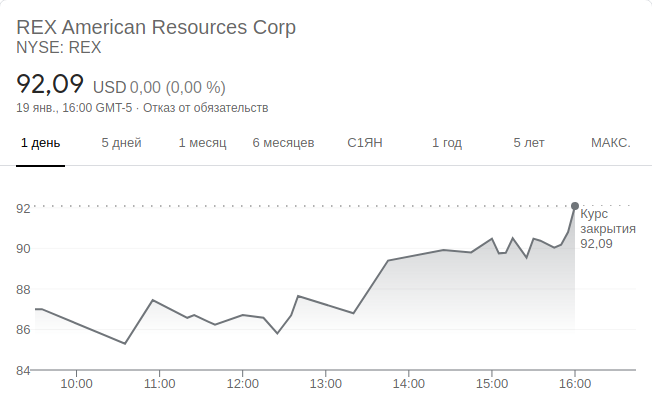 REX American Resources Corp
NYSE: REX
92,09 USD 0,00 (0,00 %)
19 янв., 16:00 GMT-5 · Отказ от обязательств
1 день 5 дней 1 месяц 6 месяцев С1ЯН 1 год 5 лет МАКС.
92
Курс
закрытия
92,09
90
88
86
84
10:00 11:00 12:00 13:00 14:00 15:00 16:00